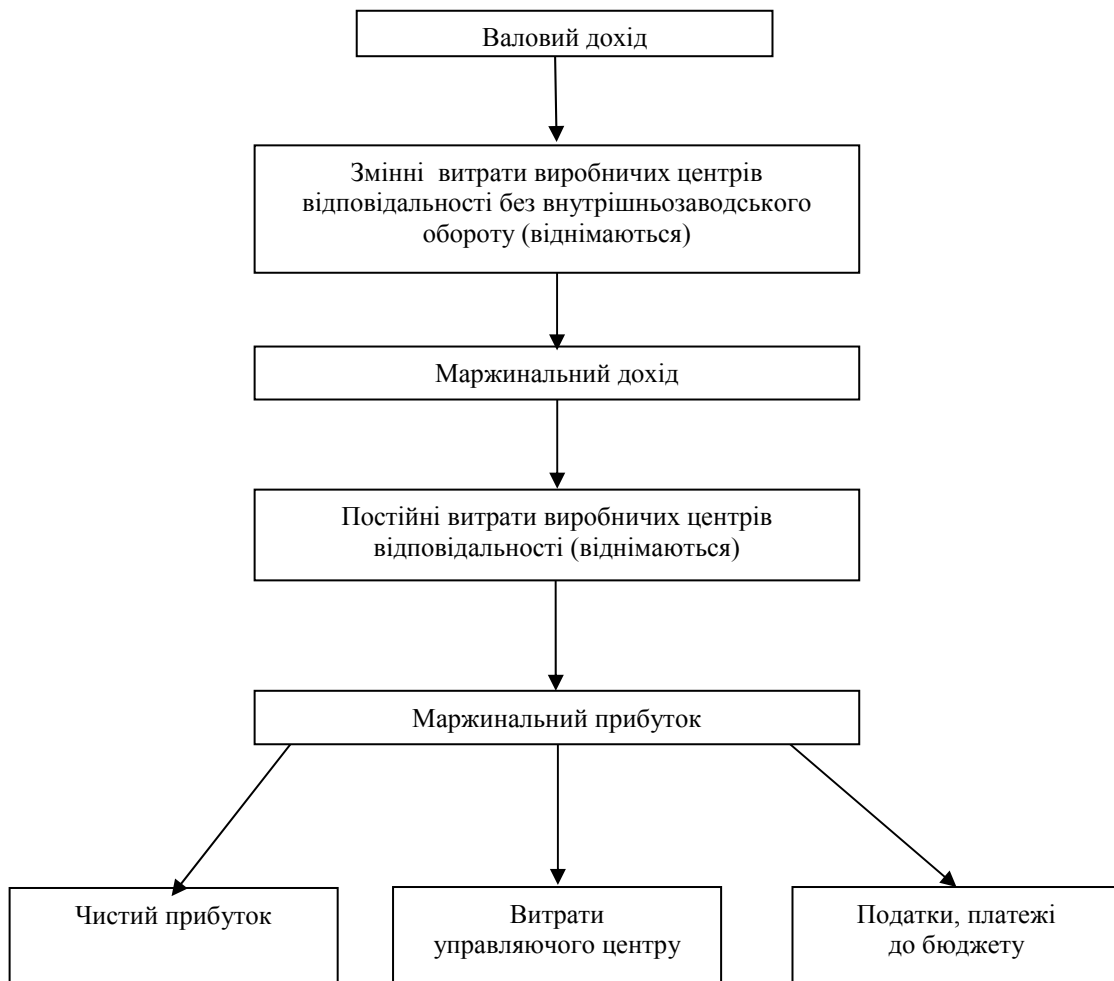 Валовий дохід
Змінні витрати виробничих центрів
відповідальності без внутрішньозаводського
обороту (віднімаються)
Маржинальний дохід
Постійні витрати виробничих центрів
відповідальності (віднімаються)
Маржинальний прибуток
Чистий прибуток
Витрати
управляючого центру
Податки, платежі
до бюджету